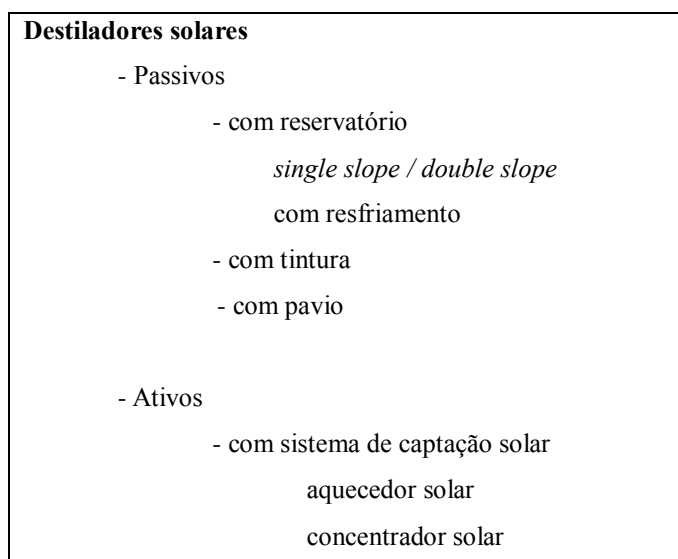 Destiladores solares
- Passivos
- com reservatório
single slope / double slope
com resfriamento
- com tintura
- com pavio
- Ativos
- com sistema de captação solar
aquecedor solar
concentrador solar